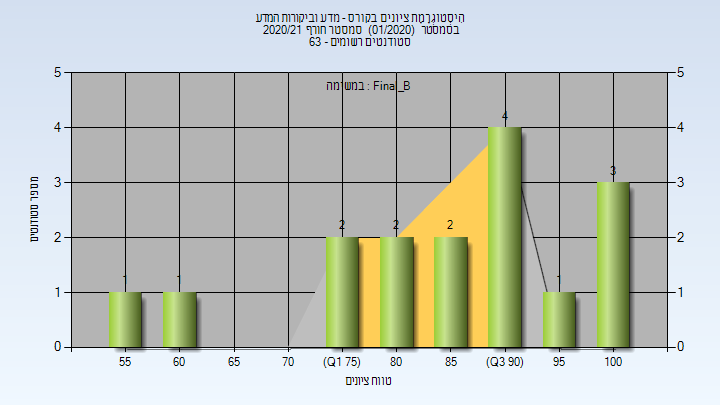 היסטוגרמת ציונים בקורס - מדע וביקורות המדע
בסמסטר (01/2020) סמסטר חורף 2020/21
סטודנטים רשומים - 63
במשימה : Final_B
מספר סטודנטים
5 5
4 4
3 3
2 2
1 1
0 0
1 1 2 2 2 4 1 3
55 60 65 70 (Q1 75) 80 85 (Q3 90) 95 100
טווח ציונים